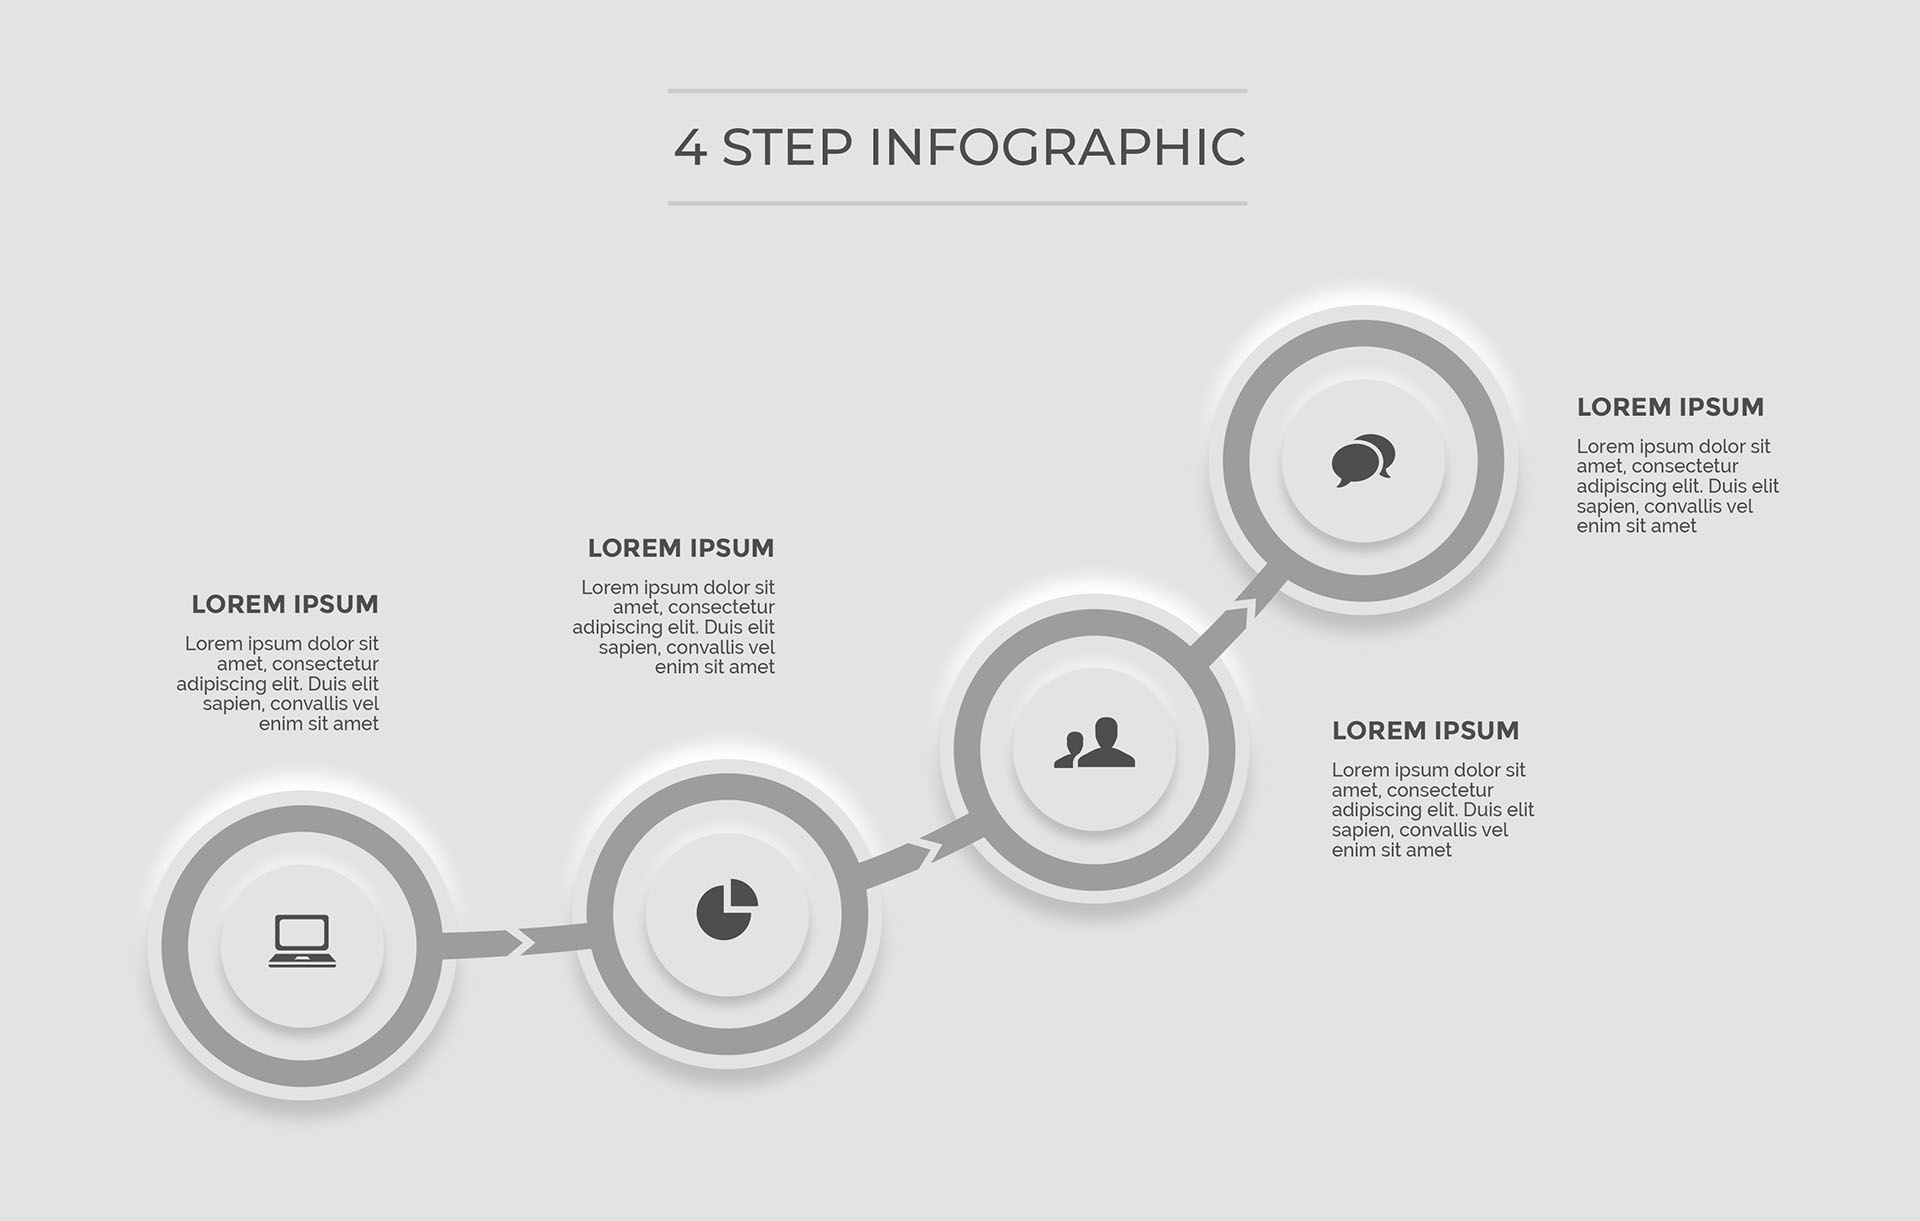 4 STEP INFOGRAPHIC
LOREM IPSUM
Lorem ipsum dolor sit
amet, consectetur
adipiscing elit. Duis elit
sapien, convallis vel
enim sit amet
LOREM IPSUM
Lorem ipsum dolor sit
amet, consectetur
adipiscing elit. Duis elit
sapien, convallis vel
enim sit amet
LOREM IPSUM
Lorem ipsum dolor sit
amet, consectetur
adipiscing elit. Duis elit
sapien, convallis vel
enim sit amet
LOREM IPSUM
Lorem ipsum dolor sit
amet, consectetur
adipiscing elit. Duis elit
sapien, convallis vel
enim sit amet